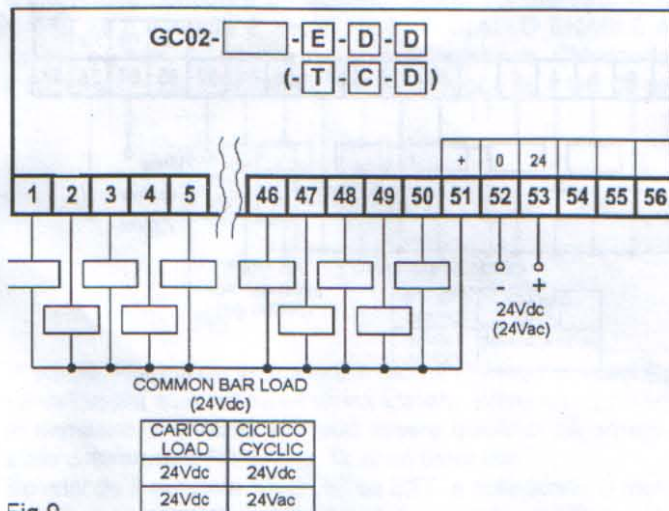 GC02- -E-D-D
(-T-C-D)
+ 0 24
1 2 3 4 5 46 47 48 49 50 51 52 53 54 55 56
- +
24Vdc
(24Vac)
COMMON BAR LOAD
(24Vdc)
CARICO CICLICO
LOAD CYCLIC
24Vdc 24Vdc
24Vdc 24Vac
Fig.9